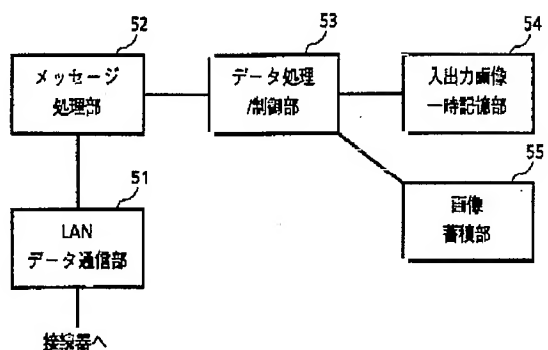 52
メッセージ
処理部
53
データ処理
/制御部
54
入出力画像
一時記憶部
55
画像
蓄積部
51
LAN
データ通信部
接線器へ